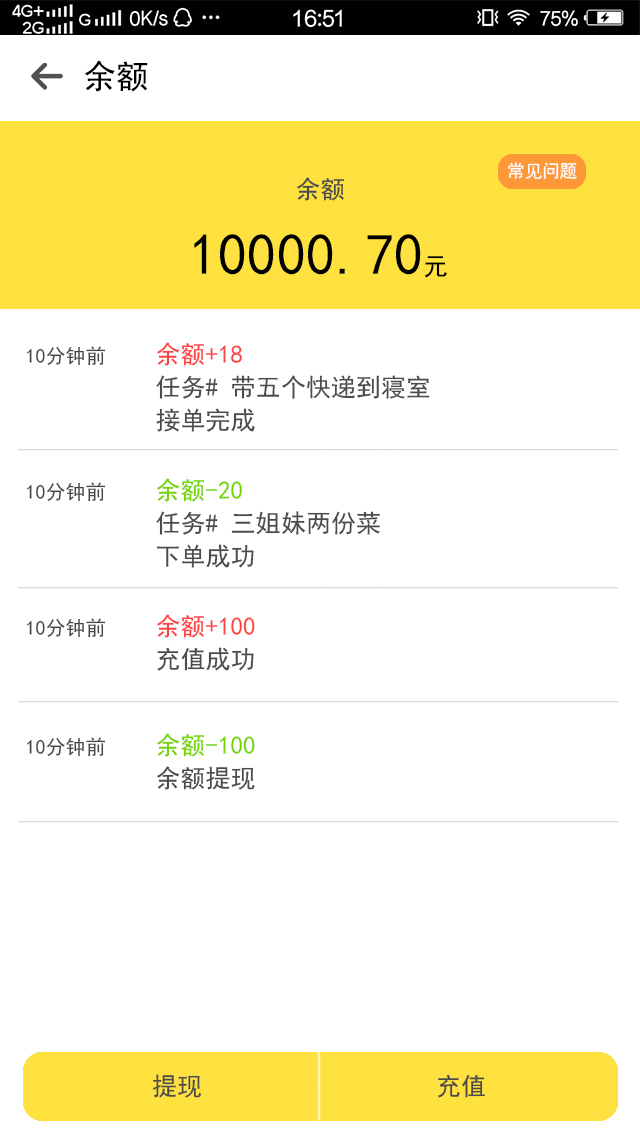 4G+ 2G G 0K/s ··· 16:51 75%
余额
常见问题
余额
10000.70元
10分钟前 余额+18
任务# 带五个快递到寝室
接单完成
10分钟前 余额-20
任务# 三姐妹两份菜
下单成功
10分钟前 余额+100
充值成功
10分钟前 余额-100
余额提现
提现 充值